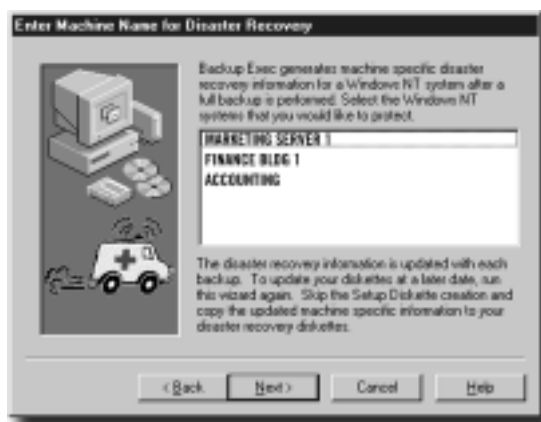 Enter Machine Name for Disaster Recovery
Backup Exec generates machine specific disaster
recovery information for a Windows NT system after a
full backup is performed. Select the Windows NT
systems that you would like to protect.
MARKETING SERVER 1
FINANCE BLDG 1
ACCOUNTING
The disaster recovery information is updated with each
backup. To update your diskettes at a later date, run
this wizard again. Skip the Setup Diskette creation and
copy the updated machine specific information to your
disaster recovery diskettes.
< Back Next > Cancel Help